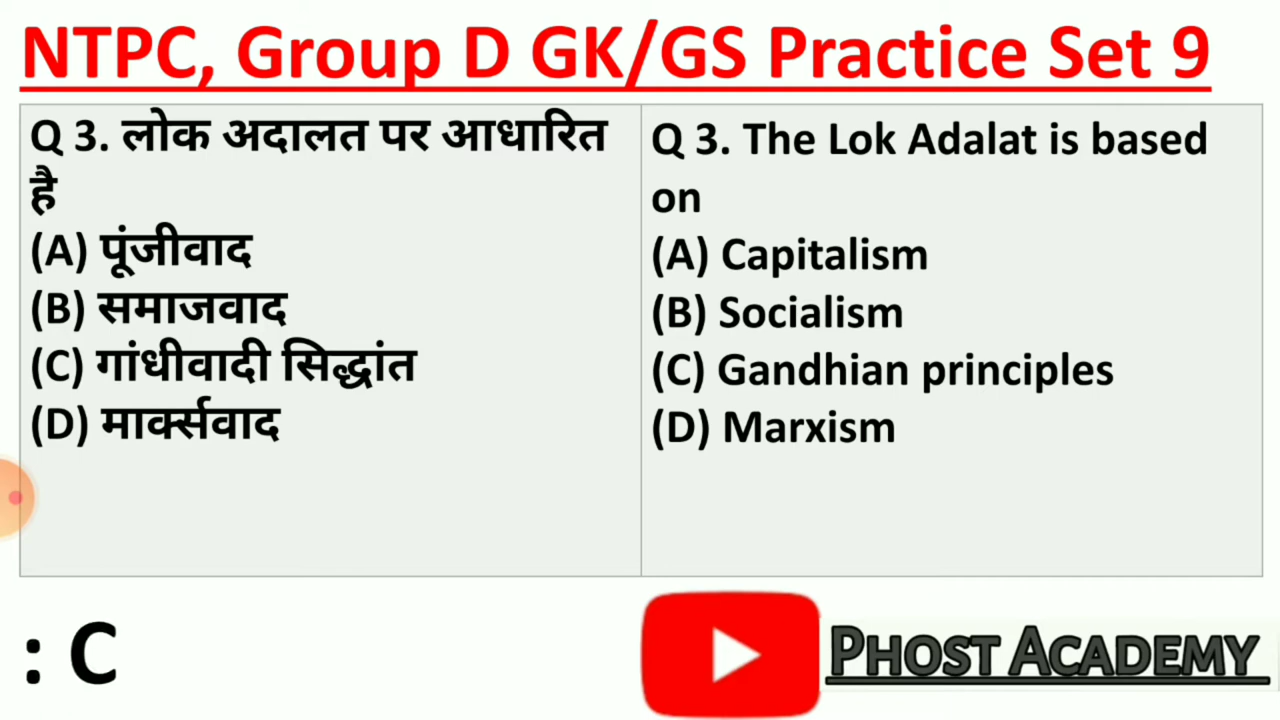 NTPC, Group D GK/GS Practice Set 9
Q 3. लोक अदालत पर आधारित
है
(A) पूंजीवाद
(B) समाजवाद
(C) गांधीवादी सिद्धांत
(D) मार्क्सवाद
Q 3. The Lok Adalat is based
on
(A) Capitalism
(B) Socialism
(C) Gandhian principles
(D) Marxism
: C
PHOST ACADEMY